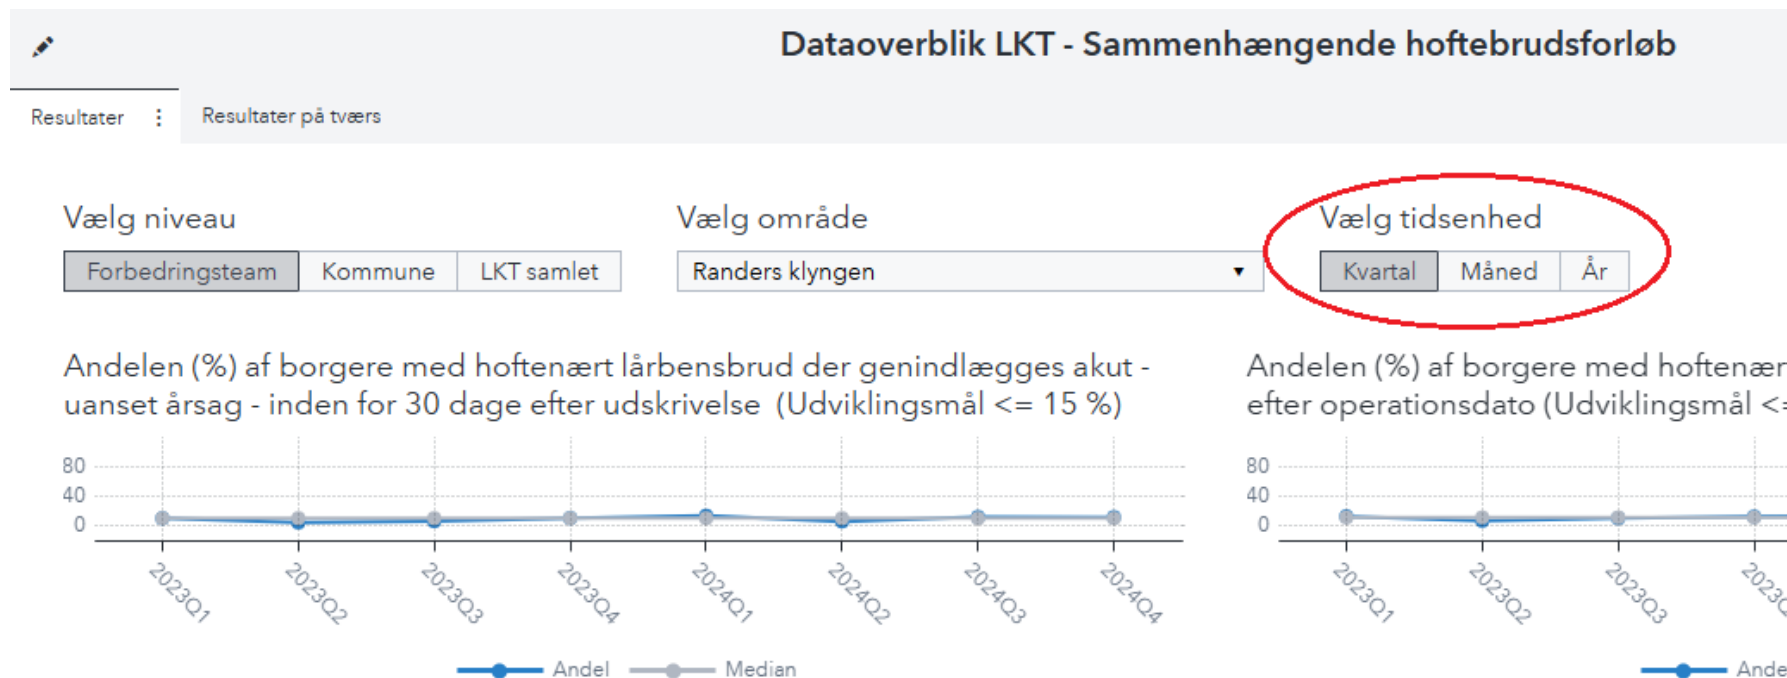 Dataoverblik LKT - Sammenhængende hoftebrudsforløb
Resultater
Resultater på tværs
Vælg niveau
Forbedringsteam Kommune LKT samlet
Vælg område
Randers klyngen
Vælg tidsenhed
Kvartal Måned År
Andelen (%) af borgere med hoftenært lårbensbrud der genindlægges akut -
uanset årsag - inden for 30 dage efter udskrivelse (Udviklingsmål <= 15 %)
80
40
0
2023Q1 2023Q2 2023Q3 2023Q4 2024Q1 2024Q2 2024Q3 2024Q4
Andel Median
Andelen (%) af borgere med hoftenær
efter operationsdato (Udviklingsmål <=
80
40
0
2023Q1 2023Q2 2023Q3 2023Q
Ande